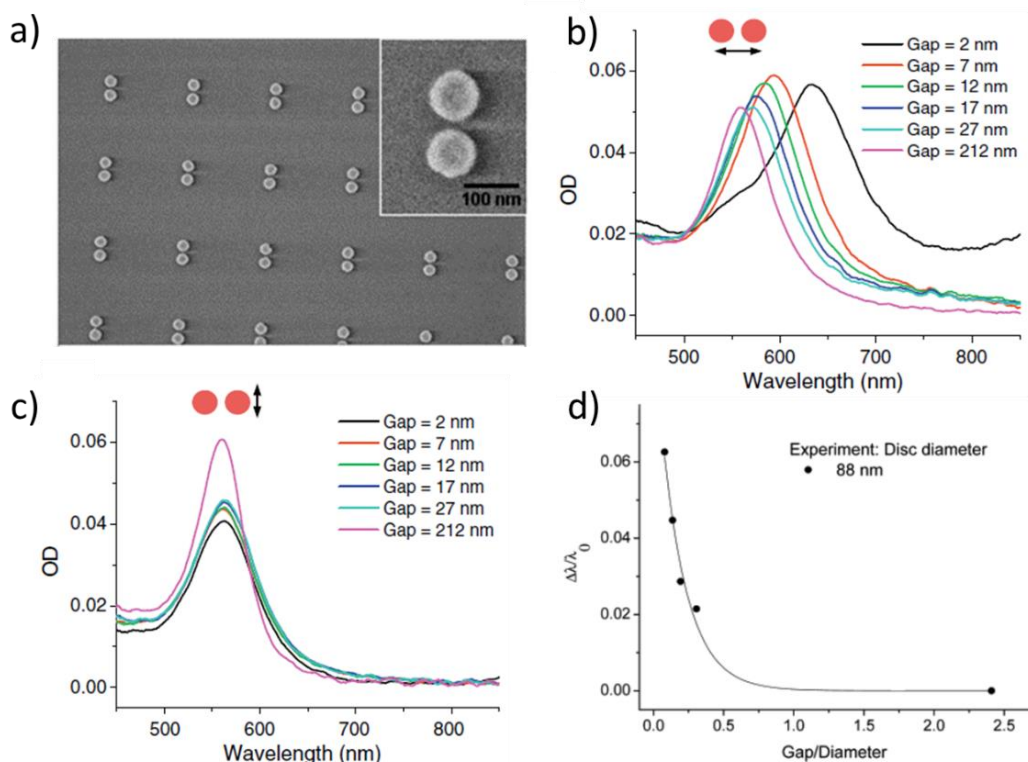 a)
100 nm
b)
Gap = 2 nm
Gap = 7 nm
Gap = 12 nm
Gap = 17 nm
Gap = 27 nm
Gap = 212 nm
OD
0.06
0.04
0.02
0.00
500 600 700 800
Wavelength (nm)
c)
Gap = 2 nm
Gap = 7 nm
Gap = 12 nm
Gap = 17 nm
Gap = 27 nm
Gap = 212 nm
OD
0.06
0.04
0.02
0.00
500 600 700 800
Wavelength (nm)
d)
Experiment: Disc diameter
88 nm
Δλ/λ0
0.06
0.04
0.02
0.00
0.0 0.5 1.0 1.5 2.0 2.5
Gap/Diameter